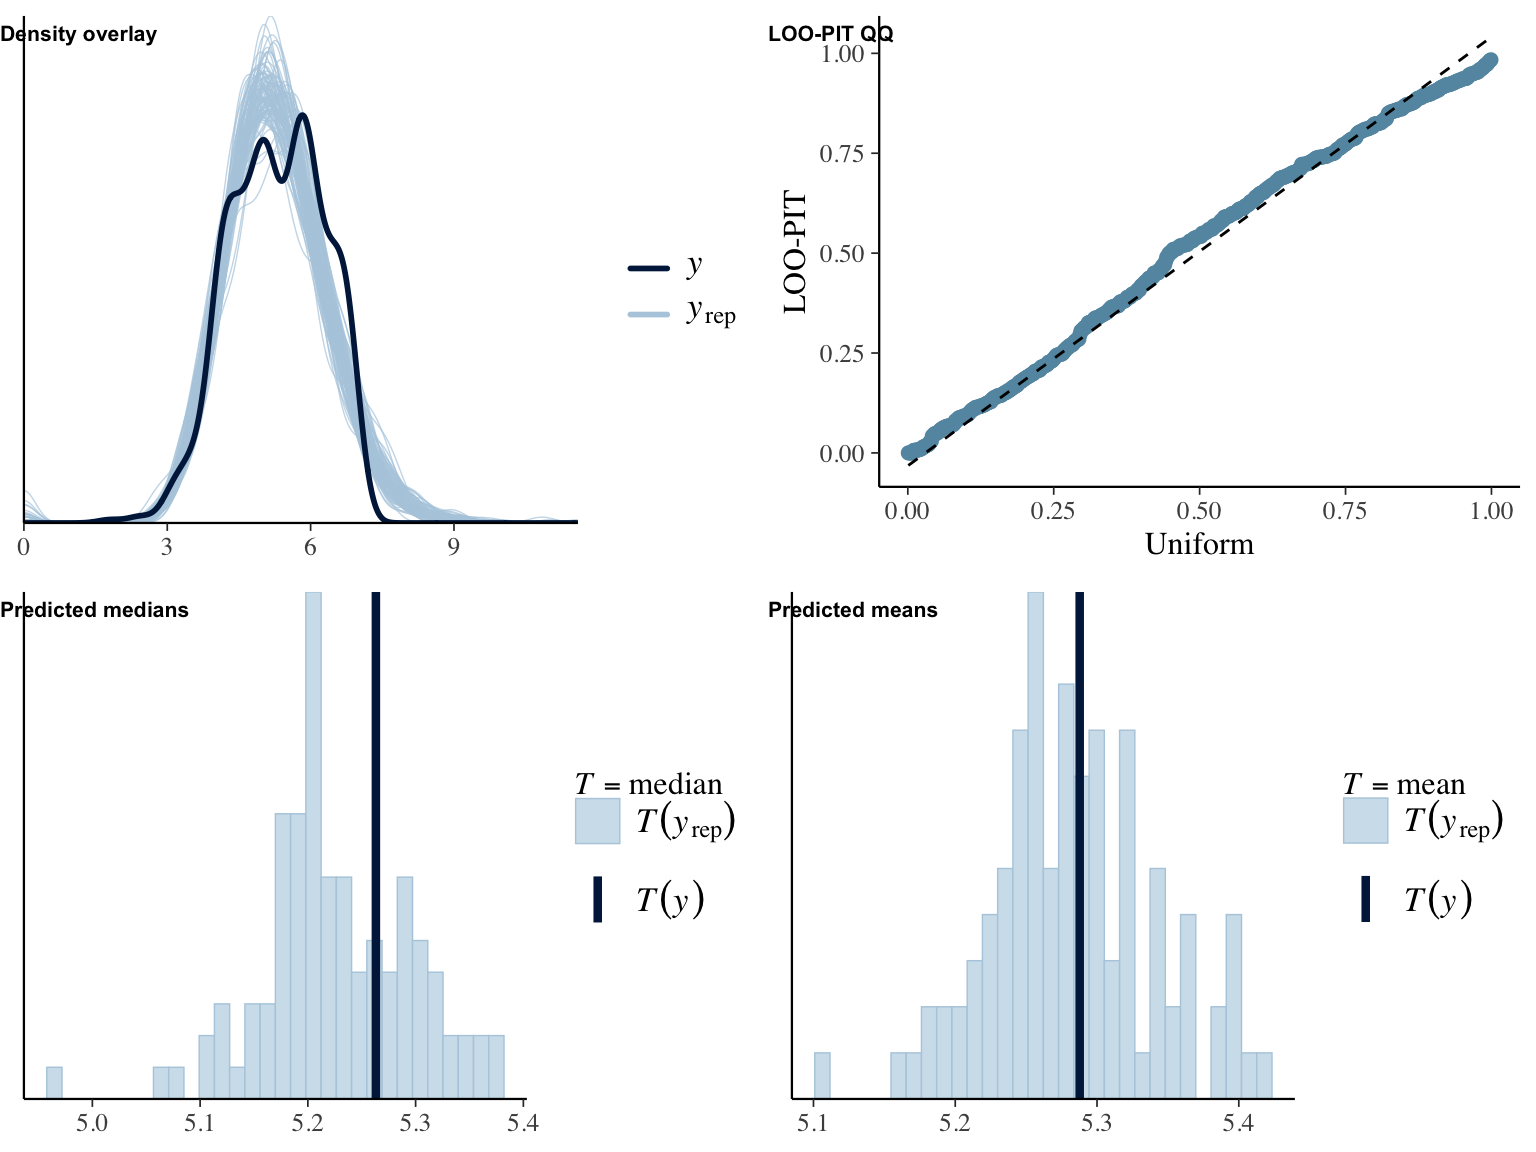 Density overlay
y
y rep
0 3 6 9
LOO-PIT QQ
1.00
0.75
0.50
0.25
0.00
LOO-PIT
0.00 0.25 0.50 0.75 1.00
Uniform
Predicted medians
T = median
T(y rep)
T(y)
5.0 5.1 5.2 5.3 5.4
Predicted means
T = mean
T(y rep)
T(y)
5.1 5.2 5.3 5.4